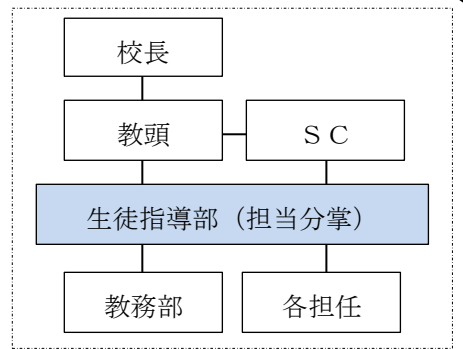 校長
教頭
ＳＣ
生徒指導部（担当分掌）
教務部
各担任